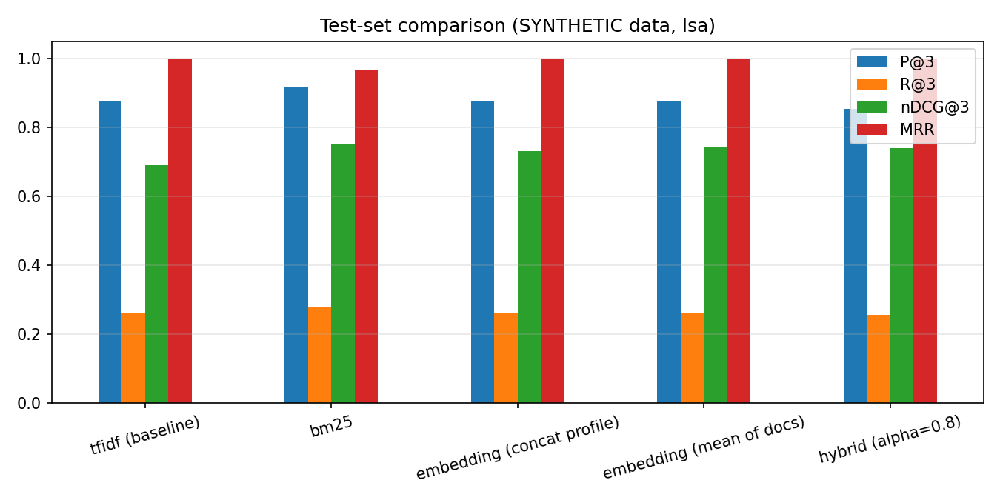 Test-set comparison (SYNTHETIC data, lsa)
1.0
0.8
0.6
0.4
0.2
0.0
P@3
R@3
nDCG@3
MRR
tfidf (baseline)
bm25
embedding (concat profile)
embedding (mean of docs)
hybrid (alpha=0.8)